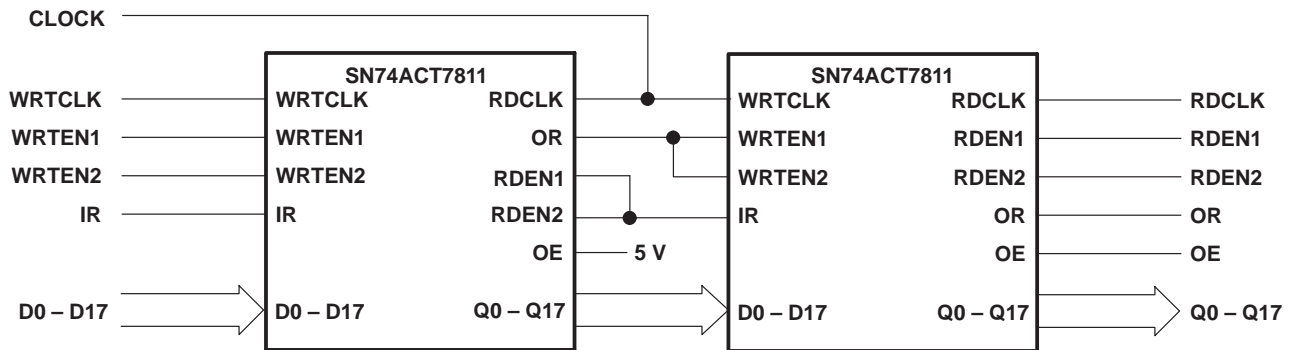 CLOCK
SN74ACT7811 SN74ACT7811
WRTCLK WRTCLK RDCLK WRTCLK RDCLK RDCLK
WRTEN1 WRTEN1 OR WRTEN1 RDEN1 RDEN1
WRTEN2 WRTEN2 RDEN1 WRTEN2 RDEN2 RDEN2
IR IR RDEN2 IR OR OR
OE 5 V OE OE
D0 – D17 D0 – D17 Q0 – Q17 D0 – D17 Q0 – Q17 Q0 – Q17